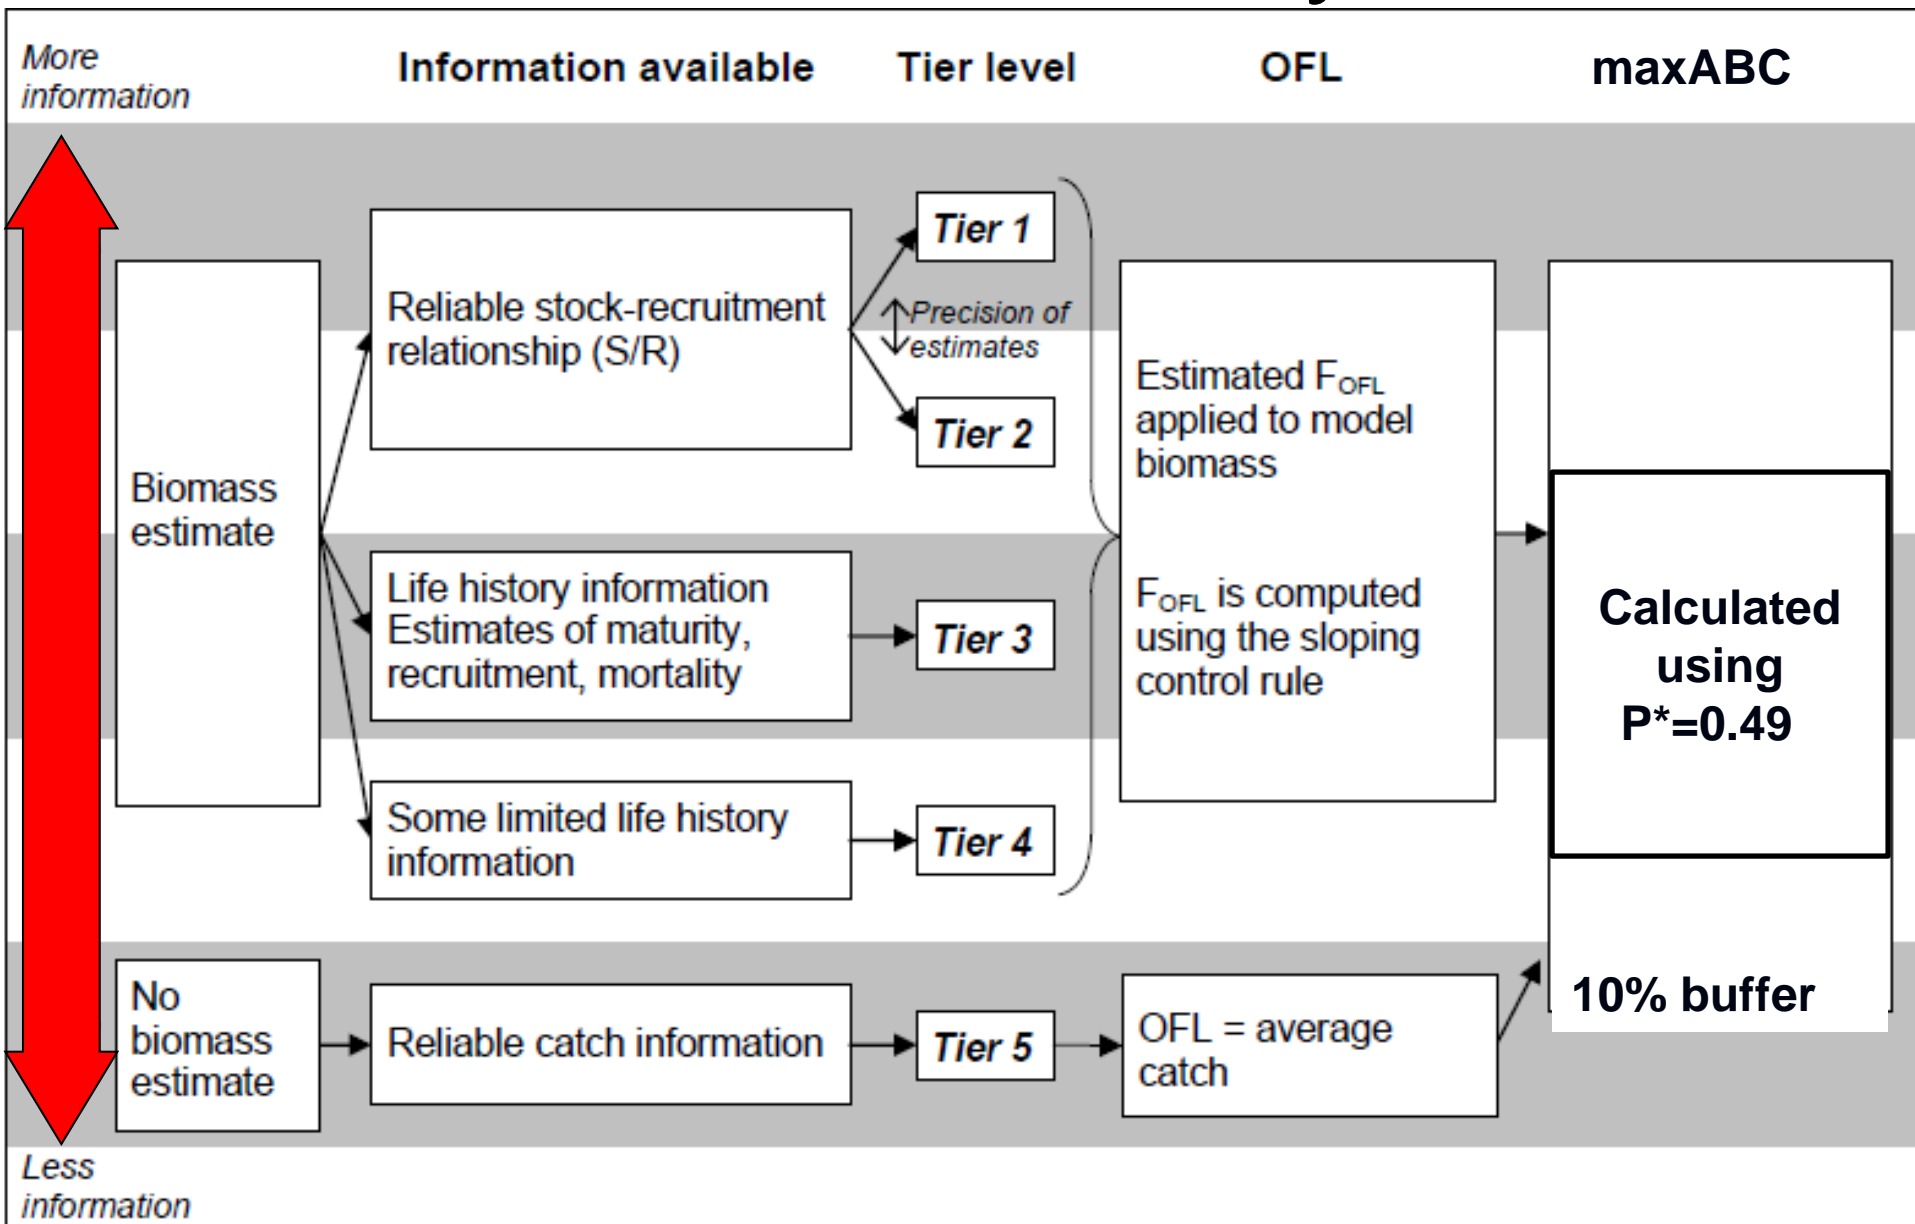 More
information
Information available
Tier level
OFL
maxABC
Biomass
estimate
Reliable stock-recruitment
relationship (S/R)
Tier 1
Precision of
estimates
Tier 2
Life history information
Estimates of maturity,
recruitment, mortality
Tier 3
Some limited life history
information
Tier 4
Estimated FOFL
applied to model
biomass
FOFL is computed
using the sloping
control rule
Calculated
using
P*=0.49
No
biomass
estimate
Reliable catch information
Tier 5
OFL = average
catch
10% buffer
Less
information